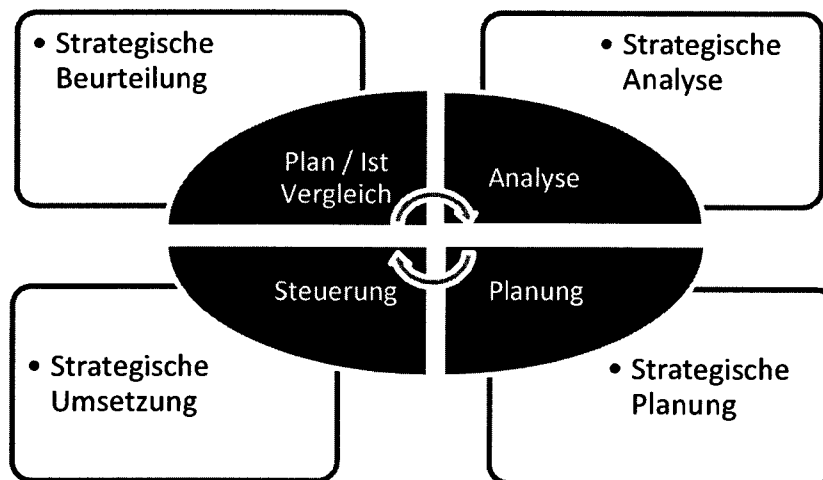 • Strategische
Beurteilung
• Strategische
Analyse
Plan / Ist
Vergleich
Analyse
Steuerung
Planung
• Strategische
Umsetzung
• Strategische
Planung